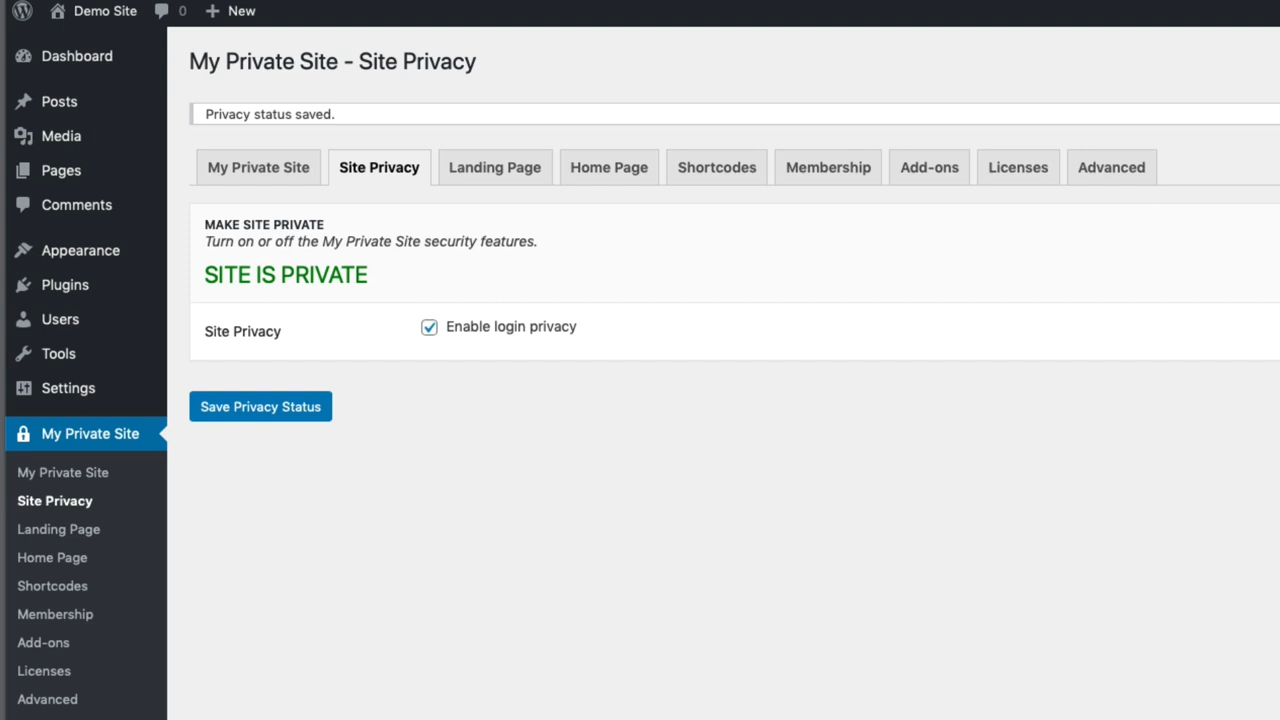 Demo Site 0 New
Dashboard
Posts
Media
Pages
Comments
Appearance
Plugins
Users
Tools
Settings
My Private Site
My Private Site
Site Privacy
Landing Page
Home Page
Shortcodes
Membership
Add-ons
Licenses
Advanced
My Private Site - Site Privacy
Privacy status saved.
My Private Site Site Privacy Landing Page Home Page Shortcodes Membership Add-ons Licenses Advanced
MAKE SITE PRIVATE
Turn on or off the My Private Site security features.
SITE IS PRIVATE
Site Privacy Enable login privacy
Save Privacy Status